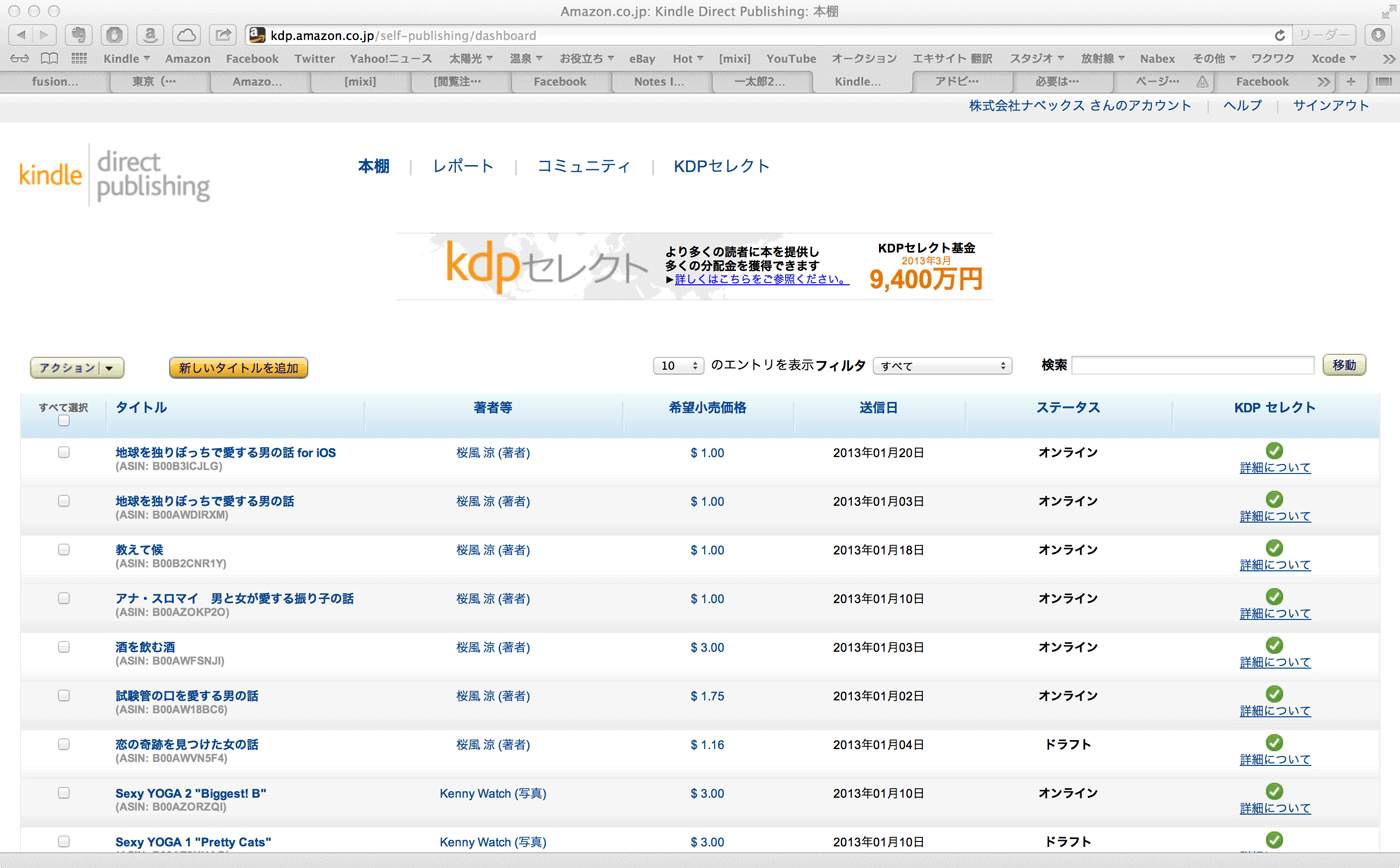 Amazon.co.jp: Kindle Direct Publishing: 本棚
kdp.amazon.co.jp/self-publishing/dashboard
リーダー
Kindle Amazon Facebook Twitter Yahoo!ニュース 太陽光 温泉 お役立ち eBay Hot [mixi] YouTube オークション エキサイト 翻訳 スタジオ 放射線 Nabex その他 ワクワク Xcode
fusion... 東京（… Amazo... [mixi] [閲覧注… Facebook Notes I... 一太郎2... Kindle... アドビ… 必要は… ページ… Facebook
株式会社ナベックス さんのアカウント | ヘルプ | サインアウト
kindle direct publishing
本棚 | レポート | コミュニティ | KDPセレクト
kdpセレクト
より多くの読者に本を提供し
多くの分配金を獲得できます
▶詳しくはこちらをご参照ください。
KDPセレクト基金
2013年3月
9,400万円
アクション 新しいタイトルを追加 10 のエントリを表示フィルタ すべて 検索 移動
すべて選択 タイトル 著者等 希望小売価格 送信日 ステータス KDP セレクト
地球を独りぼっちで愛する男の話 for iOS 桜風 涼 (著者) $ 1.00 2013年01月20日 オンライン
(ASIN: B00B3ICJLG) 詳細について
地球を独りぼっちで愛する男の話 桜風 涼 (著者) $ 1.00 2013年01月03日 オンライン
(ASIN: B00AWDIRXM) 詳細について
教えて候 桜風 涼 (著者) $ 1.00 2013年01月18日 オンライン
(ASIN: B00B2CNR1Y) 詳細について
アナ・スロマイ　男と女が愛する振り子の話 桜風 涼 (著者) $ 1.00 2013年01月10日 オンライン
(ASIN: B00AZOKP2O) 詳細について
酒を飲む酒 桜風 涼 (著者) $ 3.00 2013年01月03日 オンライン
(ASIN: B00AWFSNJI) 詳細について
試験管の口を愛する男の話 桜風 涼 (著者) $ 1.75 2013年01月02日 オンライン
(ASIN: B00AW18BC6) 詳細について
恋の奇跡を見つけた女の話 桜風 涼 (著者) $ 1.16 2013年01月04日 ドラフト
(ASIN: B00AWVN5F4) 詳細について
Sexy YOGA 2 "Biggest! B" Kenny Watch (写真) $ 3.00 2013年01月10日 オンライン
(ASIN: B00AZORZQI) 詳細について
Sexy YOGA 1 "Pretty Cats" Kenny Watch (写真) $ 3.00 2013年01月10日 ドラフト